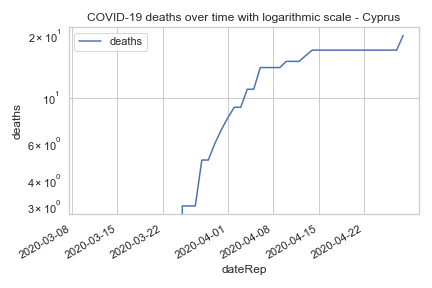 COVID-19 deaths over time with logarithmic scale - Cyprus
deaths
2 × 10⁰
10¹
6 × 10⁰
4 × 10⁰
3 × 10⁰
deaths
2020-03-08
2020-03-15
2020-03-22
2020-04-01
2020-04-08
2020-04-15
2020-04-22
dateRep